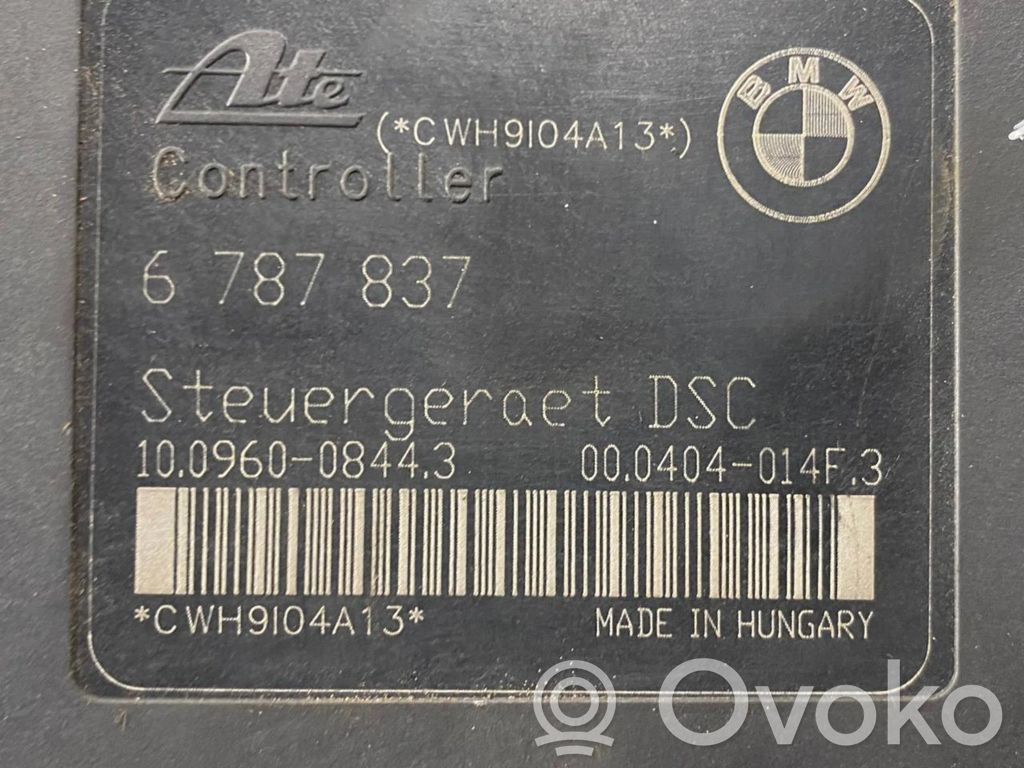 Ate
BMW
(*CWH9I04A13*)
Controller
6 787 837
Steuergeraet DSC
10.0960-0844.3 00.0404-014F.3
*CWH9I04A13* MADE IN HUNGARY
Ovoko